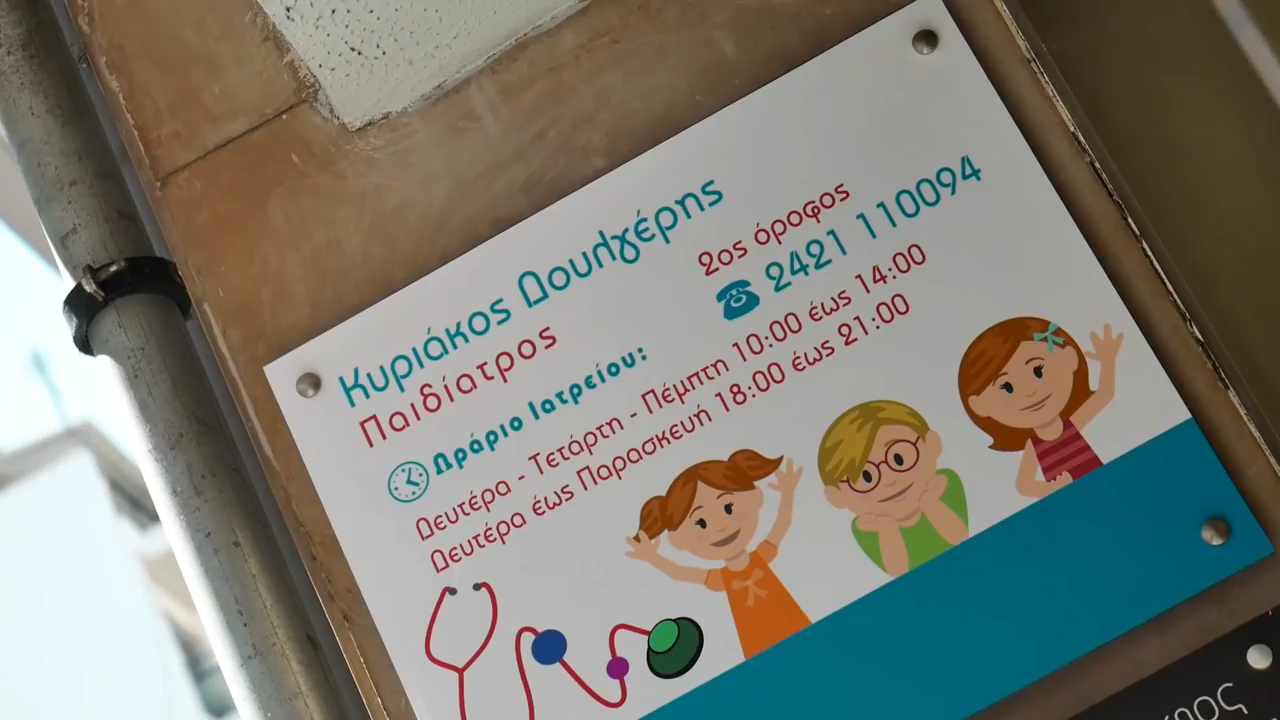 Κυριάκος Δουλγέρης
Παιδίατρος
2ος όροφος
2421 110094
Ωράριο Ιατρείου:
Δευτέρα - Τετάρτη - Πέμπτη 10:00 έως 14:00
Δευτέρα έως Παρασκευή 18:00 έως 21:00